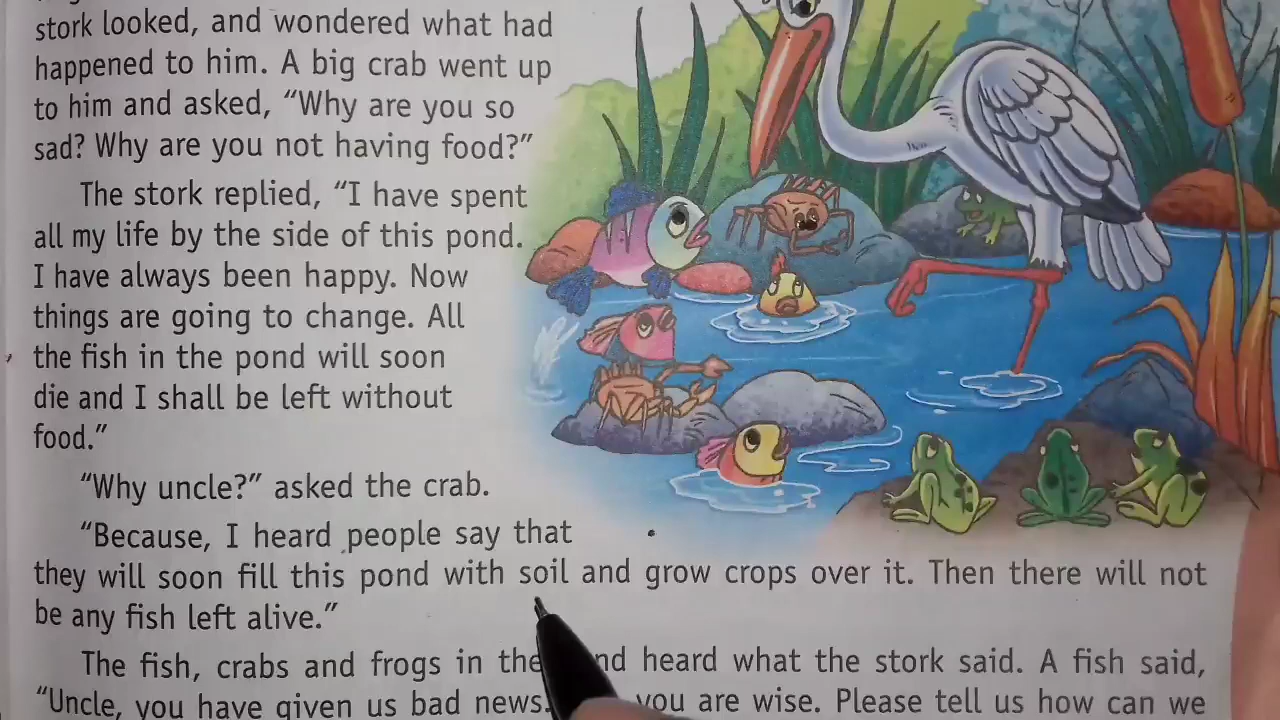 stork looked, and wondered what had
happened to him. A big crab went up
to him and asked, “Why are you so
sad? Why are you not having food?”
The stork replied, “I have spent
all my life by the side of this pond.
I have always been happy. Now
things are going to change. All
the fish in the pond will soon
die and I shall be left without
food.”
“Why uncle?” asked the crab.
“Because, I heard people say that
they will soon fill this pond with soil and grow crops over it. Then there will not
be any fish left alive.”
The fish, crabs and frogs in the heard what the stork said. A fish said,
“Uncle, you have given us bad news. you are wise. Please tell us how can we